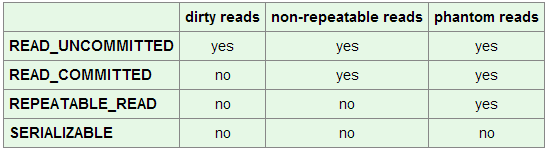 dirty reads non-repeatable reads phantom reads
READ_UNCOMMITTED yes yes yes
READ_COMMITTED no yes yes
REPEATABLE_READ no no yes
SERIALIZABLE no no no